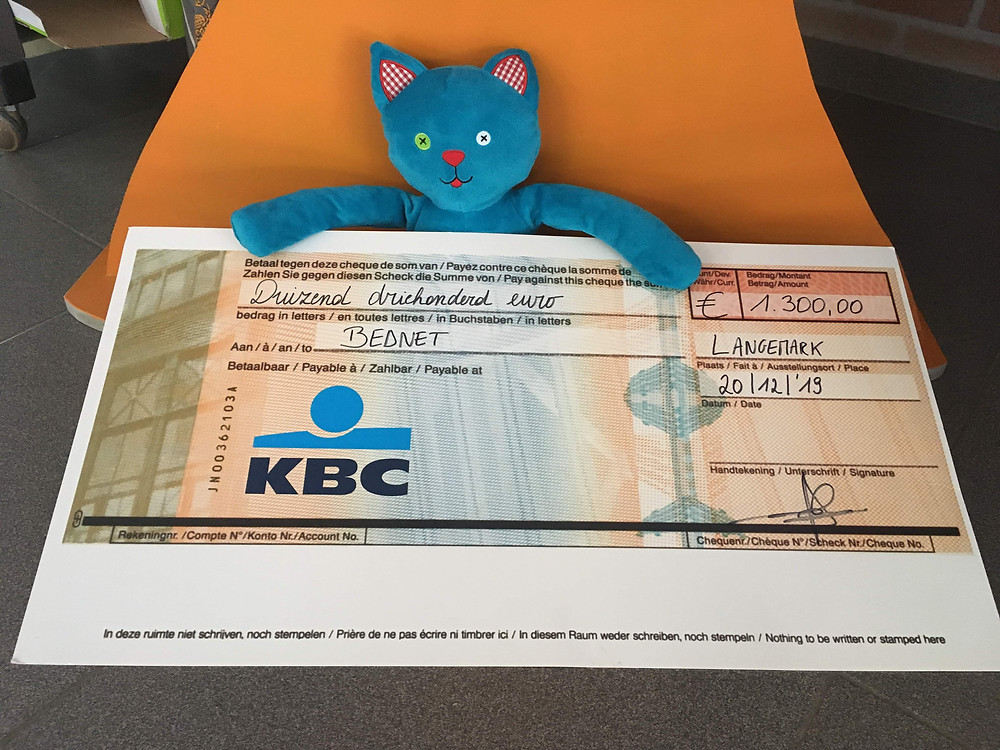 Betaal tegen deze cheque de som van / Payez contre ce chèque la somme de
Zahlen Sie gegen diesen Scheck die Summe von / Pay against this cheque the
Duizend driehonderd euro
bedrag in letters / en toutes lettres / in Buchstaben / in letters
Aan / à / an / to BEDNET
Betaalbaar / Payable à / Zahlbar / Payable at
Bedrag/Montant
Betrag/Amount
Währ/Curr.
€ 1.300,00
LANGEMARK
Plaats / Fait à / Ausstellungsort / Place
20/12/'19
Datum / Date
JN00362103A
KBC
Handtekening / Unterschrift / Signature
Rekeningnr. /Compte N°/Konto Nr./Account No.
Chequenr./Chèque N°/Scheck Nr./Cheque No.
In deze ruimte niet schrijven, noch stempelen / Prière de ne pas écrire ni timbrer ici / In diesem Raum weder schreiben, noch stempeln / Nothing to be written or stamped here